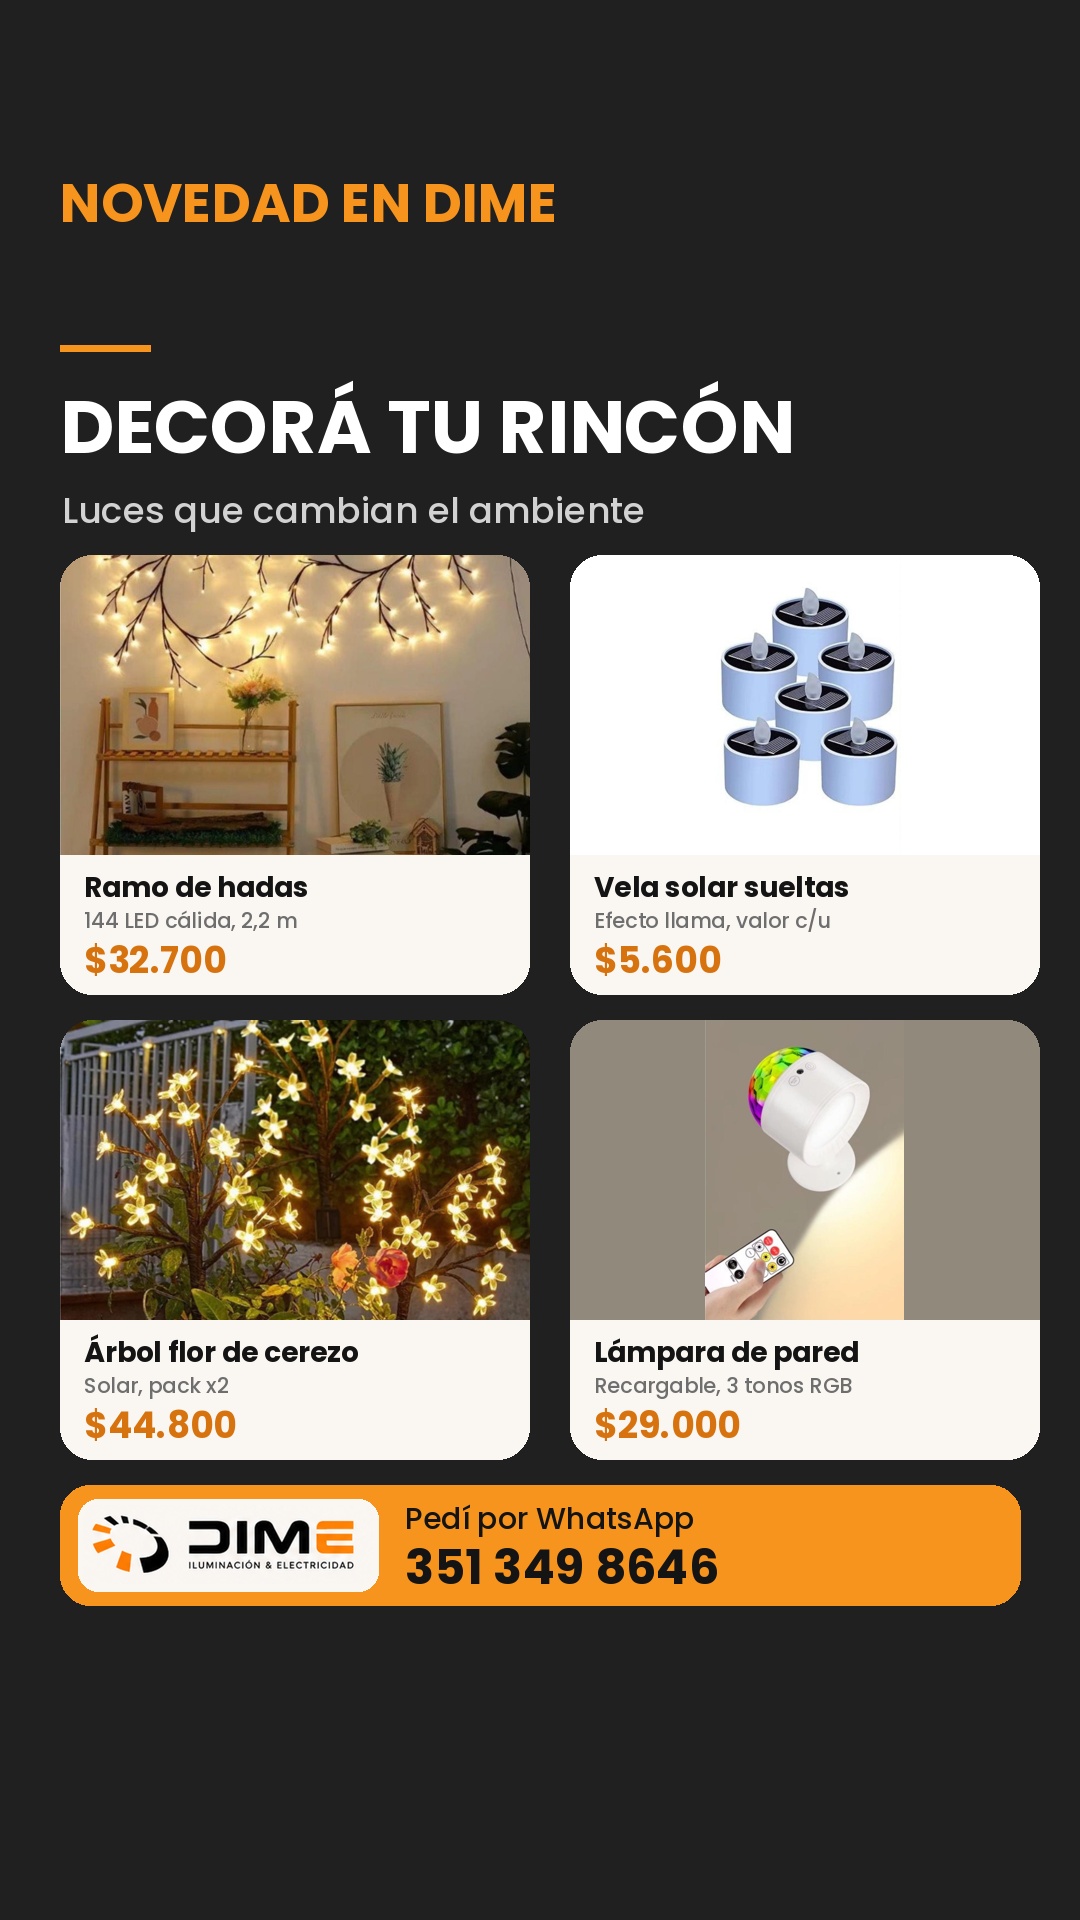 NOVEDAD EN DIME
DECORÁ TU RINCÓN
Luces que cambian el ambiente
Ramo de hadas
144 LED cálida, 2,2 m
$32.700
Vela solar sueltas
Efecto llama, valor c/u
$5.600
Árbol flor de cerezo
Solar, pack x2
$44.800
Lámpara de pared
Recargable, 3 tonos RGB
$29.000
DIME
ILUMINACIÓN & ELECTRICIDAD
Pedí por WhatsApp
351 349 8646